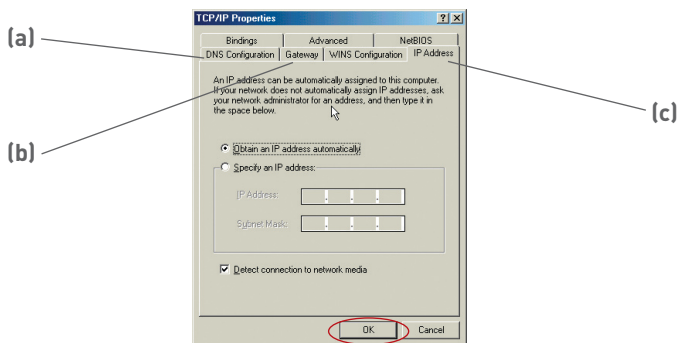 TCP/IP Properties
(a)
Bindings Advanced NetBIOS
DNS Configuration Gateway WINS Configuration IP Address
An IP address can be automatically assigned to this computer.
If your network does not automatically assign IP addresses, ask
your network administrator for an address, and then type it in
the space below.
(c)
(b)
Obtain an IP address automatically
Specify an IP address:
IP Address:
Subnet Mask:
Detect connection to network media
OK Cancel